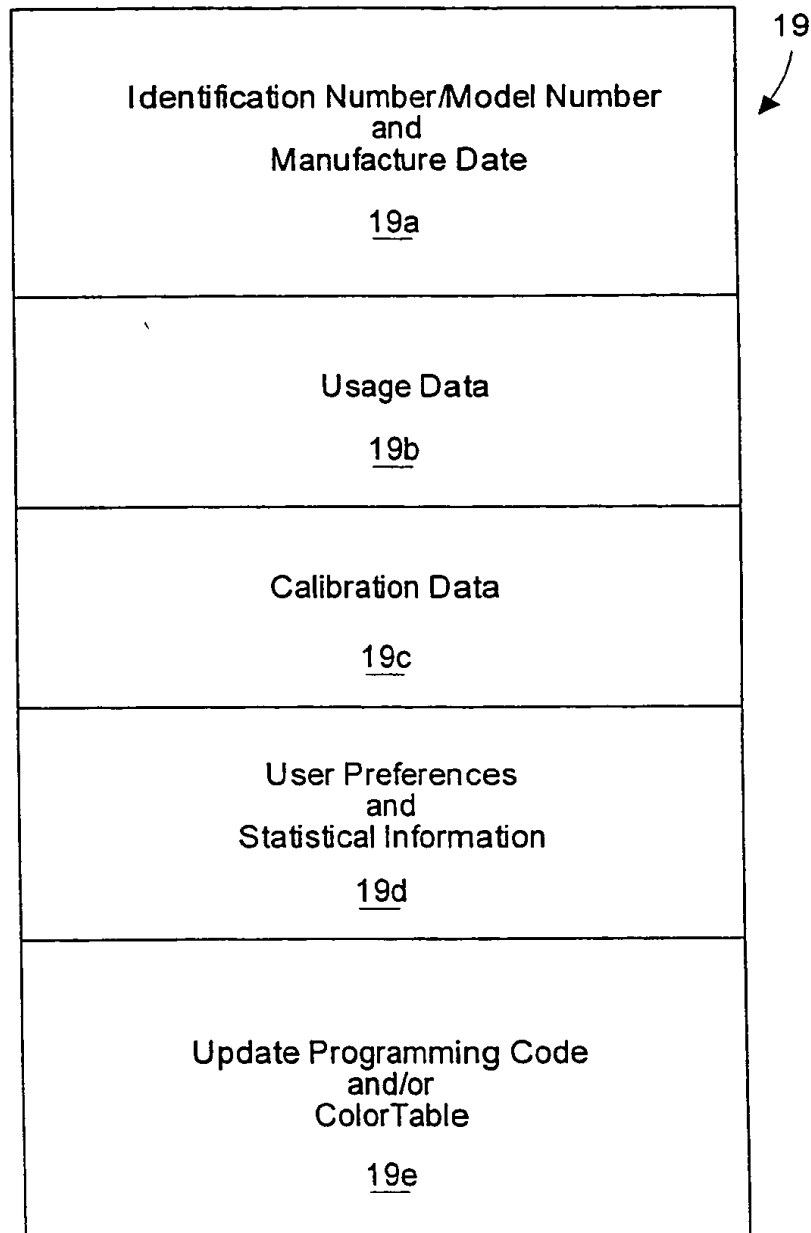 19
Identification Number/Model Number
and
Manufacture Date
19a
Usage Data
19b
Calibration Data
19c
User Preferences
and
Statistical Information
19d
Update Programming Code
and/or
ColorTable
19e